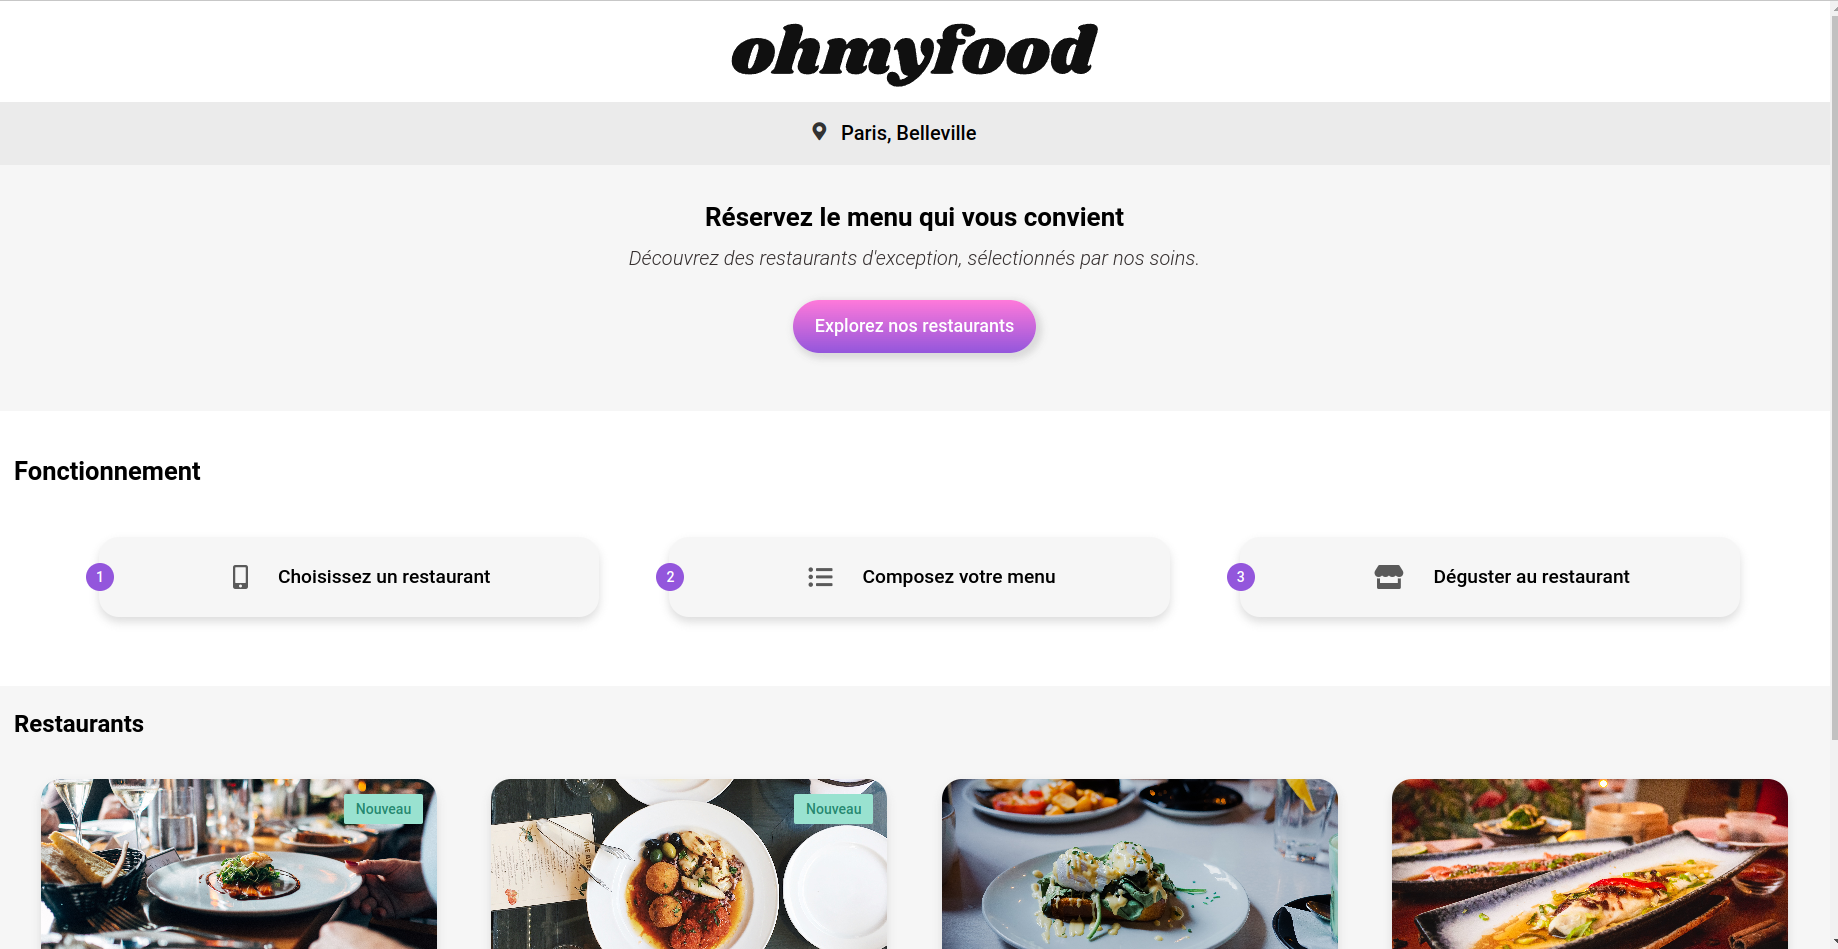 ohmyfood
Paris, Belleville
Réservez le menu qui vous convient
Découvrez des restaurants d'exception, sélectionnés par nos soins.
Explorez nos restaurants
Fonctionnement
1 Choisissez un restaurant
2 Composez votre menu
3 Déguster au restaurant
Restaurants
Nouveau
Nouveau